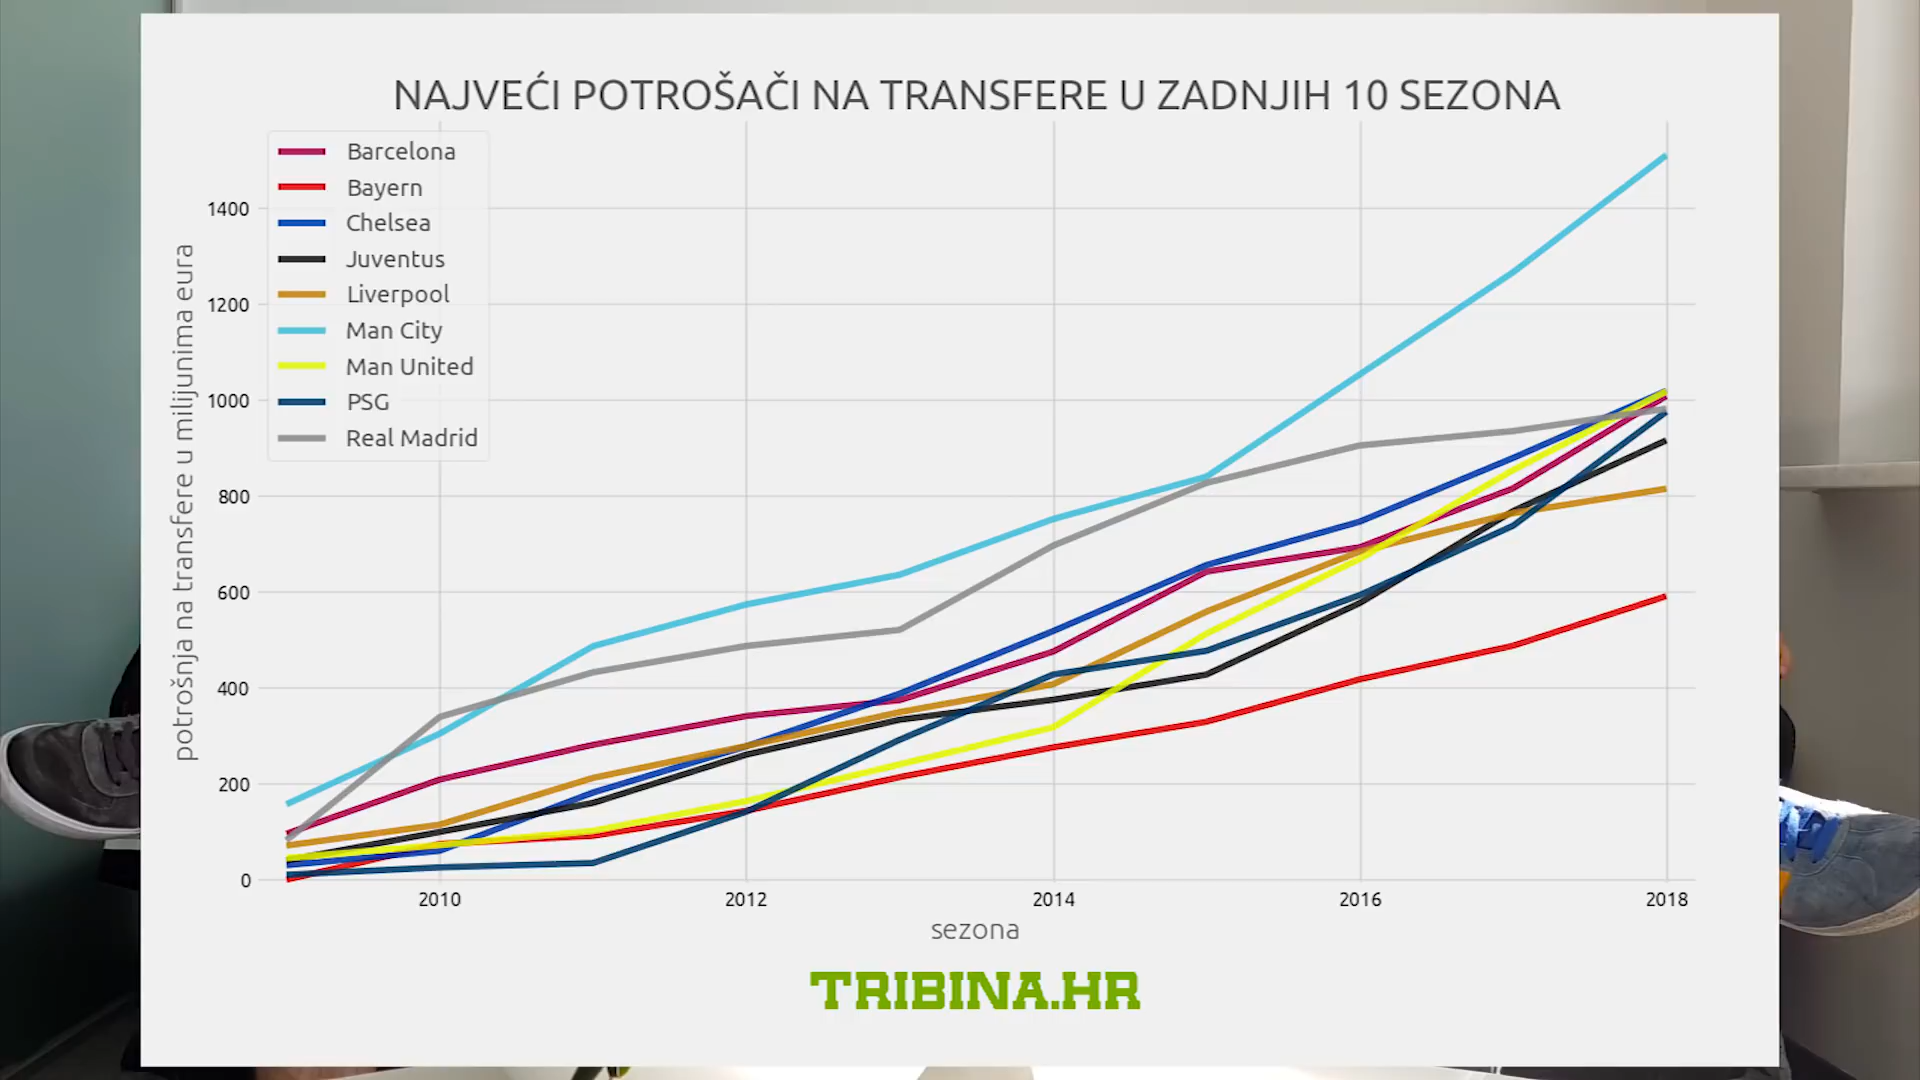 NAJVEĆI POTROŠAČI NA TRANSFERE U ZADNJIH 10 SEZONA
Barcelona
Bayern
Chelsea
Juventus
Liverpool
Man City
Man United
PSG
Real Madrid
potrošnja na transfere u milijunima eura
1400
1200
1000
800
600
400
200
0
2010 2012 2014 2016 2018
sezona
TRIBINA.HR